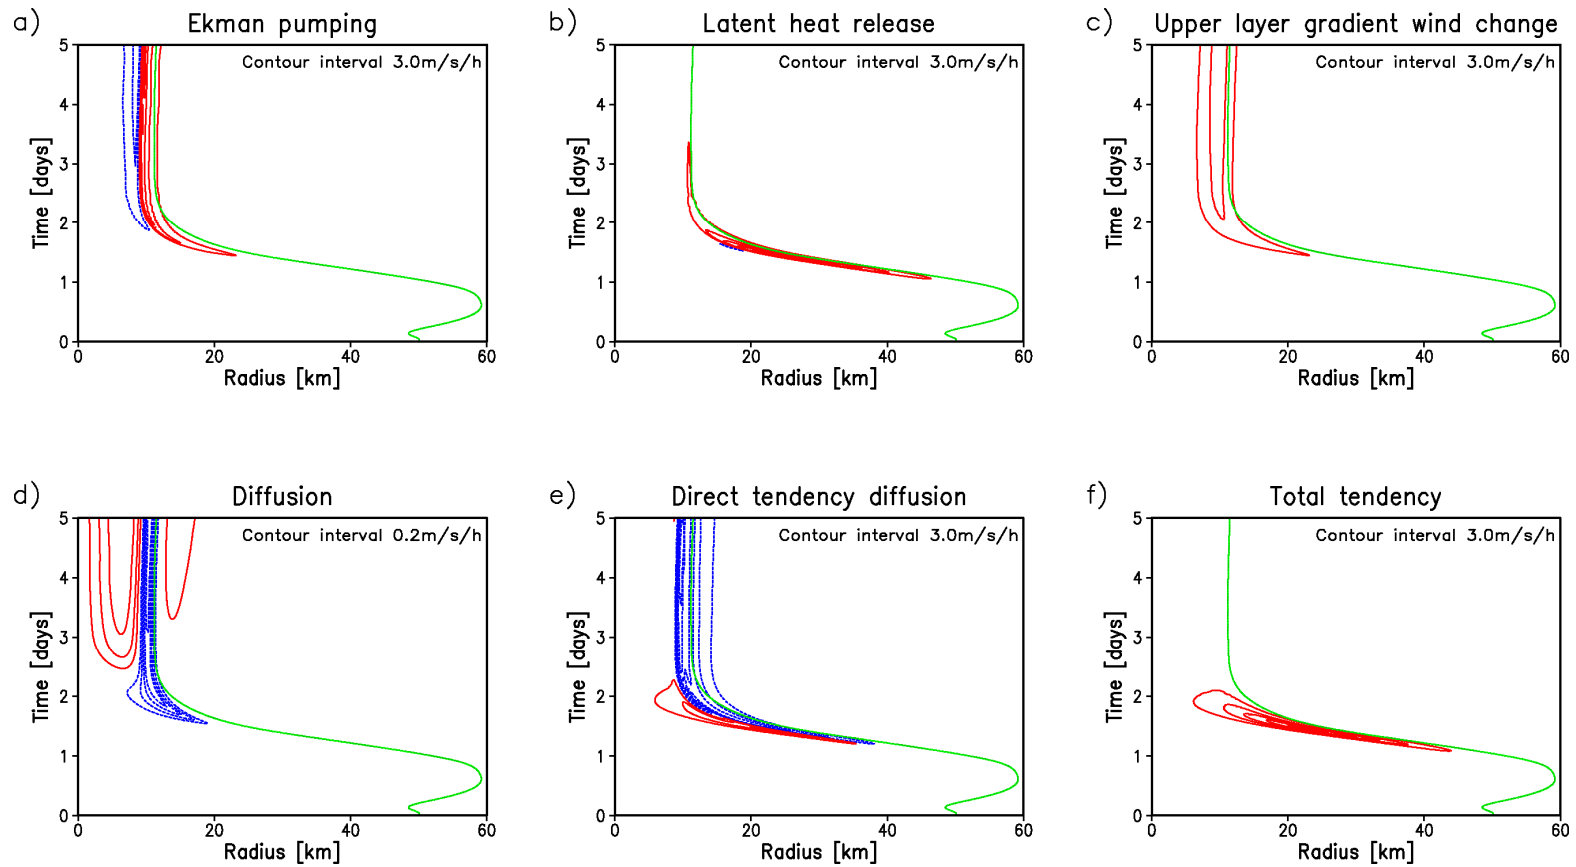 a) Ekman pumping
Contour interval 3.0m/s/h
5
4
3
2
1
0
Time [days]
0 20 40 60
Radius [km]
b) Latent heat release
Contour interval 3.0m/s/h
5
4
3
2
1
0
Time [days]
0 20 40 60
Radius [km]
c) Upper layer gradient wind change
Contour interval 3.0m/s/h
5
4
3
2
1
0
Time [days]
0 20 40 60
Radius [km]
d) Diffusion
Contour interval 0.2m/s/h
5
4
3
2
1
0
Time [days]
0 20 40 60
Radius [km]
e) Direct tendency diffusion
Contour interval 3.0m/s/h
5
4
3
2
1
0
Time [days]
0 20 40 60
Radius [km]
f) Total tendency
Contour interval 3.0m/s/h
5
4
3
2
1
0
Time [days]
0 20 40 60
Radius [km]